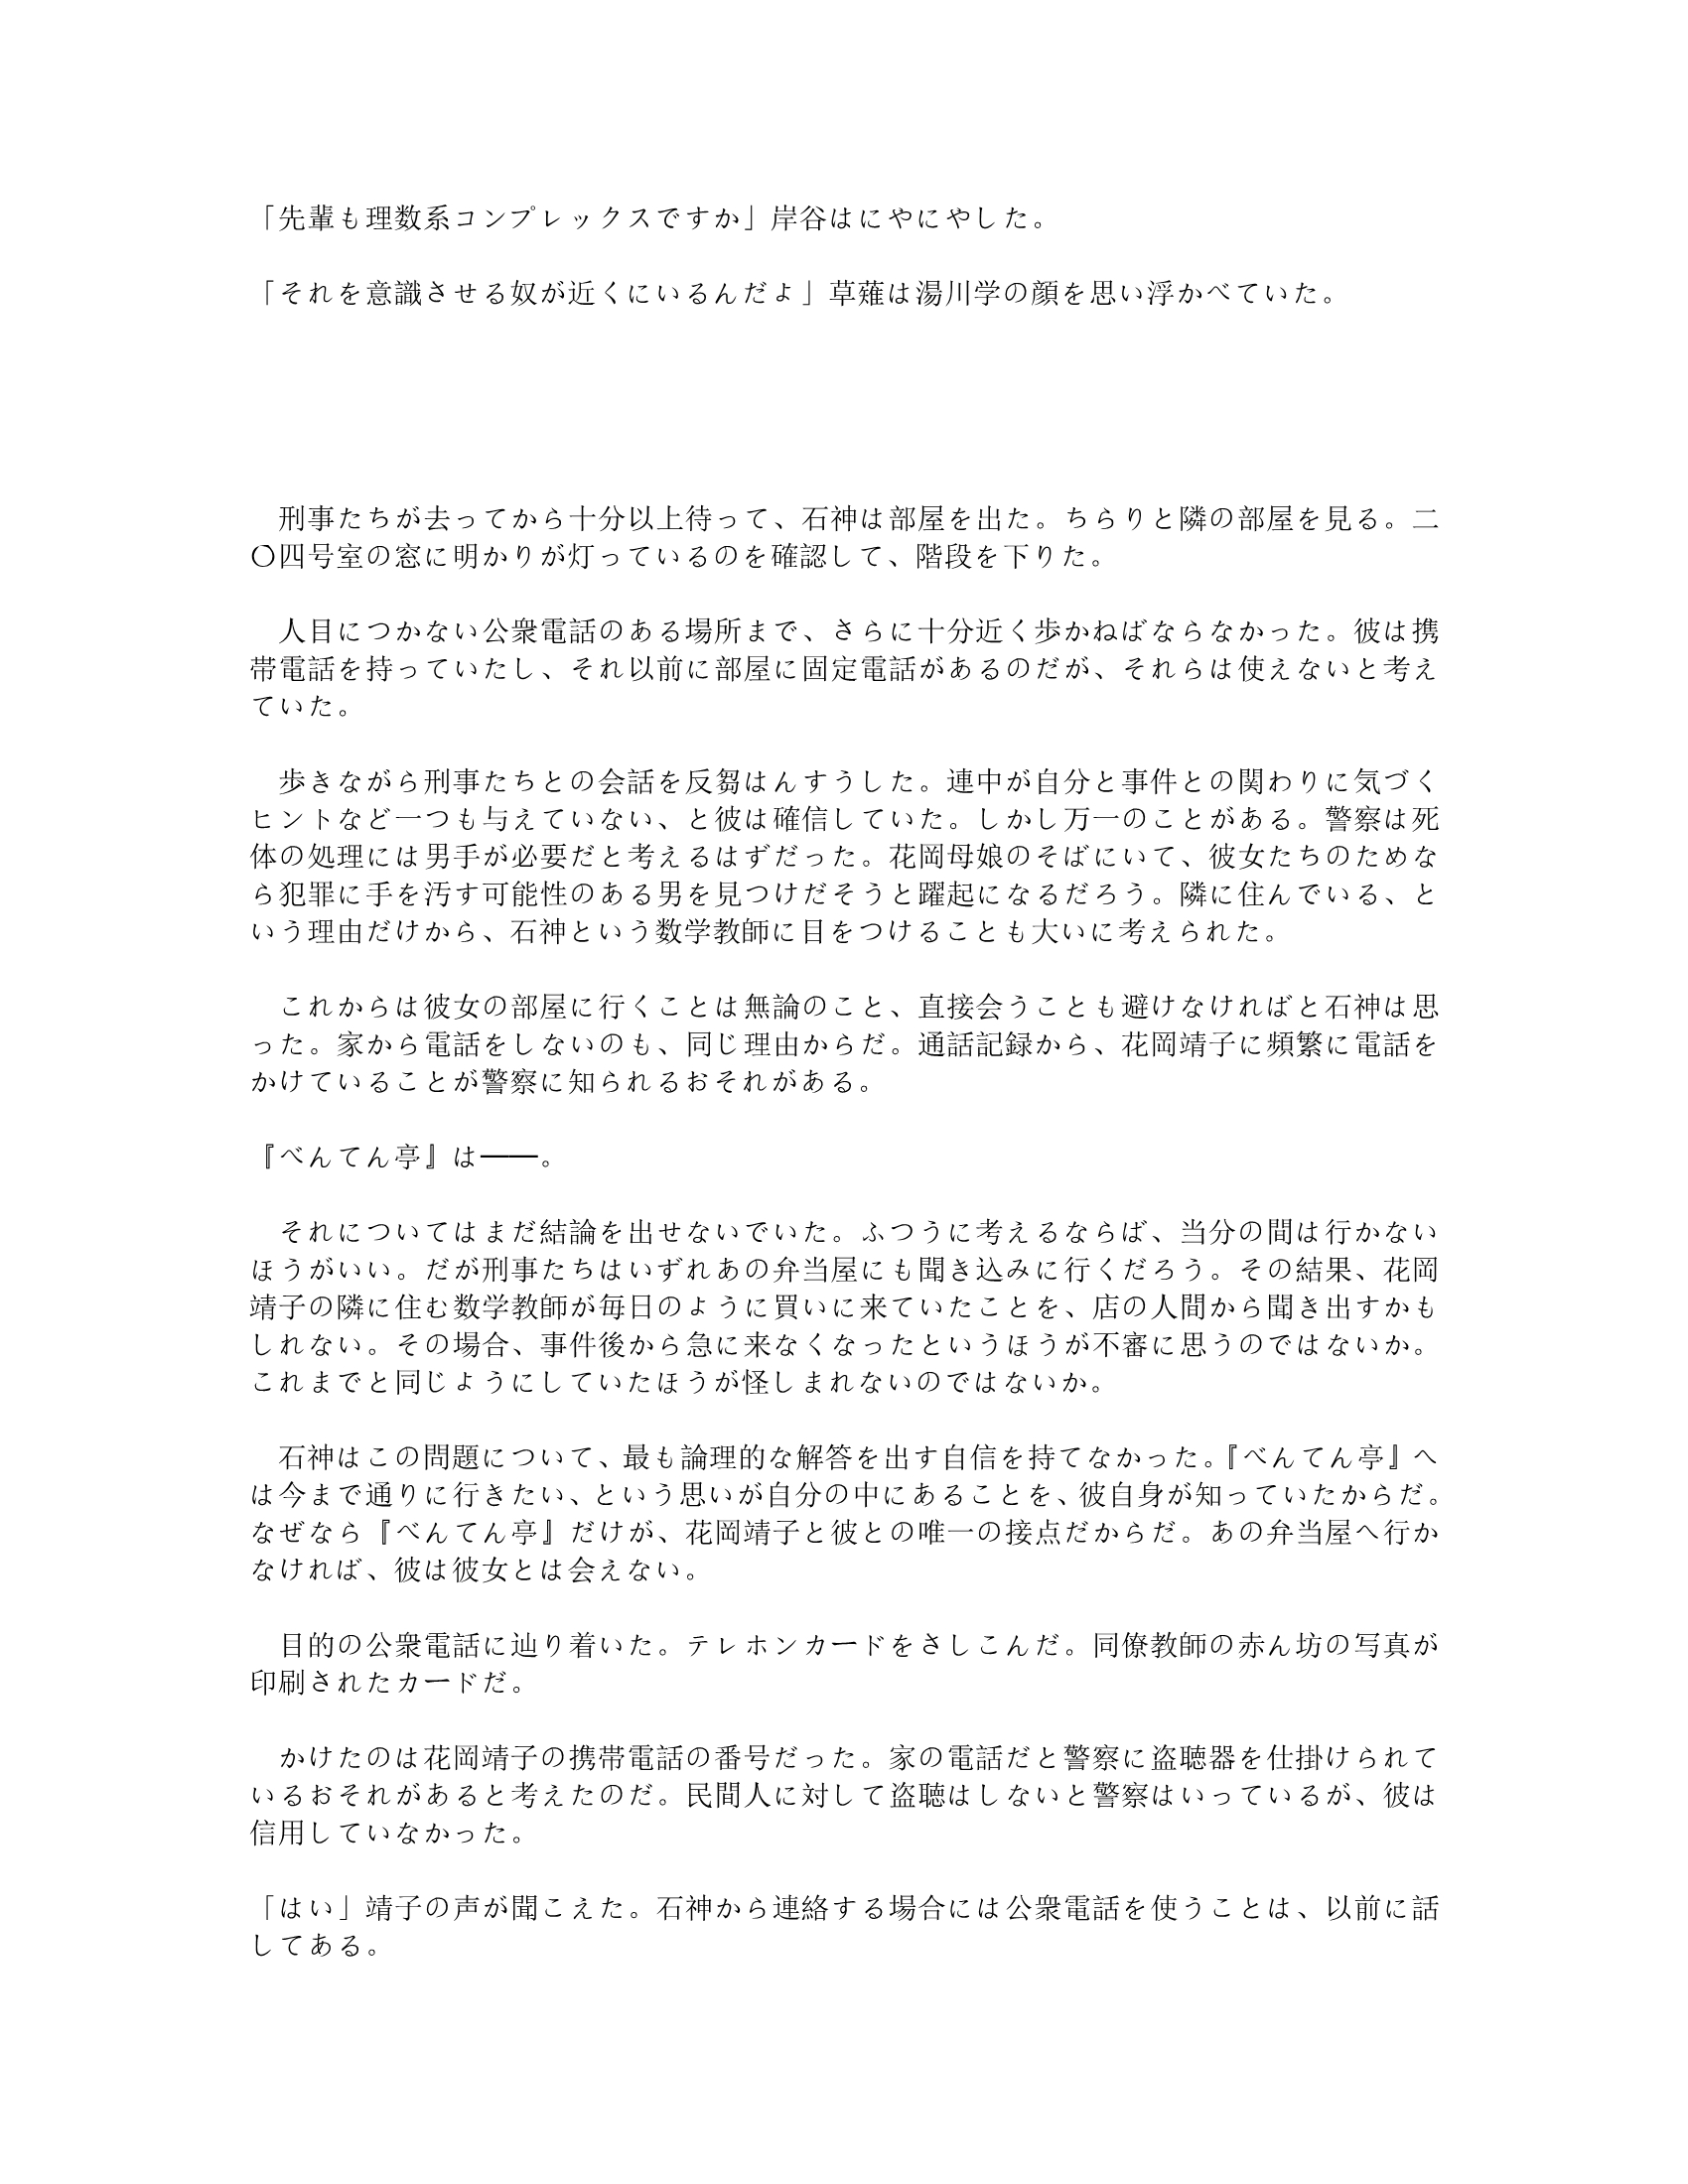 「先輩も理数系コンプレックスですか」岸谷はにやにやした。
「それを意識させる奴が近くにいるんだよ」草薙は湯川学の顔を思い浮かべていた。
　刑事たちが去ってから十分以上待って、石神は部屋を出た。ちらりと隣の部屋を見る。二
〇四号室の窓に明かりが灯っているのを確認して、階段を下りた。
　人目につかない公衆電話のある場所まで、さらに十分近く歩かねばならなかった。彼は携
帯電話を持っていたし、それ以前に部屋に固定電話があるのだが、それらは使えないと考え
ていた。
　歩きながら刑事たちとの会話を反芻はんすうした。連中が自分と事件との関わりに気づく
ヒントなど一つも与えていない、と彼は確信していた。しかし万一のことがある。警察は死
体の処理には男手が必要だと考えるはずだった。花岡母娘のそばにいて、彼女たちのためな
ら犯罪に手を汚す可能性のある男を見つけだそうと躍起になるだろう。隣に住んでいる、と
いう理由だけから、石神という数学教師に目をつけることも大いに考えられた。
　これからは彼女の部屋に行くことは無論のこと、直接会うことも避けなければと石神は思
った。家から電話をしないのも、同じ理由からだ。通話記録から、花岡靖子に頻繁に電話を
かけていることが警察に知られるおそれがある。
『べんてん亭』は――。
　それについてはまだ結論を出せないでいた。ふつうに考えるならば、当分の間は行かない
ほうがいい。だが刑事たちはいずれあの弁当屋にも聞き込みに行くだろう。その結果、花岡
靖子の隣に住む数学教師が毎日のように買いに来ていたことを、店の人間から聞き出すかも
しれない。その場合、事件後から急に来なくなったというほうが不審に思うのではないか。
これまでと同じようにしていたほうが怪しまれないのではないか。
　石神はこの問題について、最も論理的な解答を出す自信を持てなかった。『べんてん亭』へ
は今まで通りに行きたい、という思いが自分の中にあることを、彼自身が知っていたからだ。
なぜなら『べんてん亭』だけが、花岡靖子と彼との唯一の接点だからだ。あの弁当屋へ行か
なければ、彼は彼女とは会えない。
　目的の公衆電話に辿り着いた。テレホンカードをさしこんだ。同僚教師の赤ん坊の写真が
印刷されたカードだ。
　かけたのは花岡靖子の携帯電話の番号だった。家の電話だと警察に盗聴器を仕掛けられて
いるおそれがあると考えたのだ。民間人に対して盗聴はしないと警察はいっているが、彼は
信用していなかった。
「はい」靖子の声が聞こえた。石神から連絡する場合には公衆電話を使うことは、以前に話
してある。